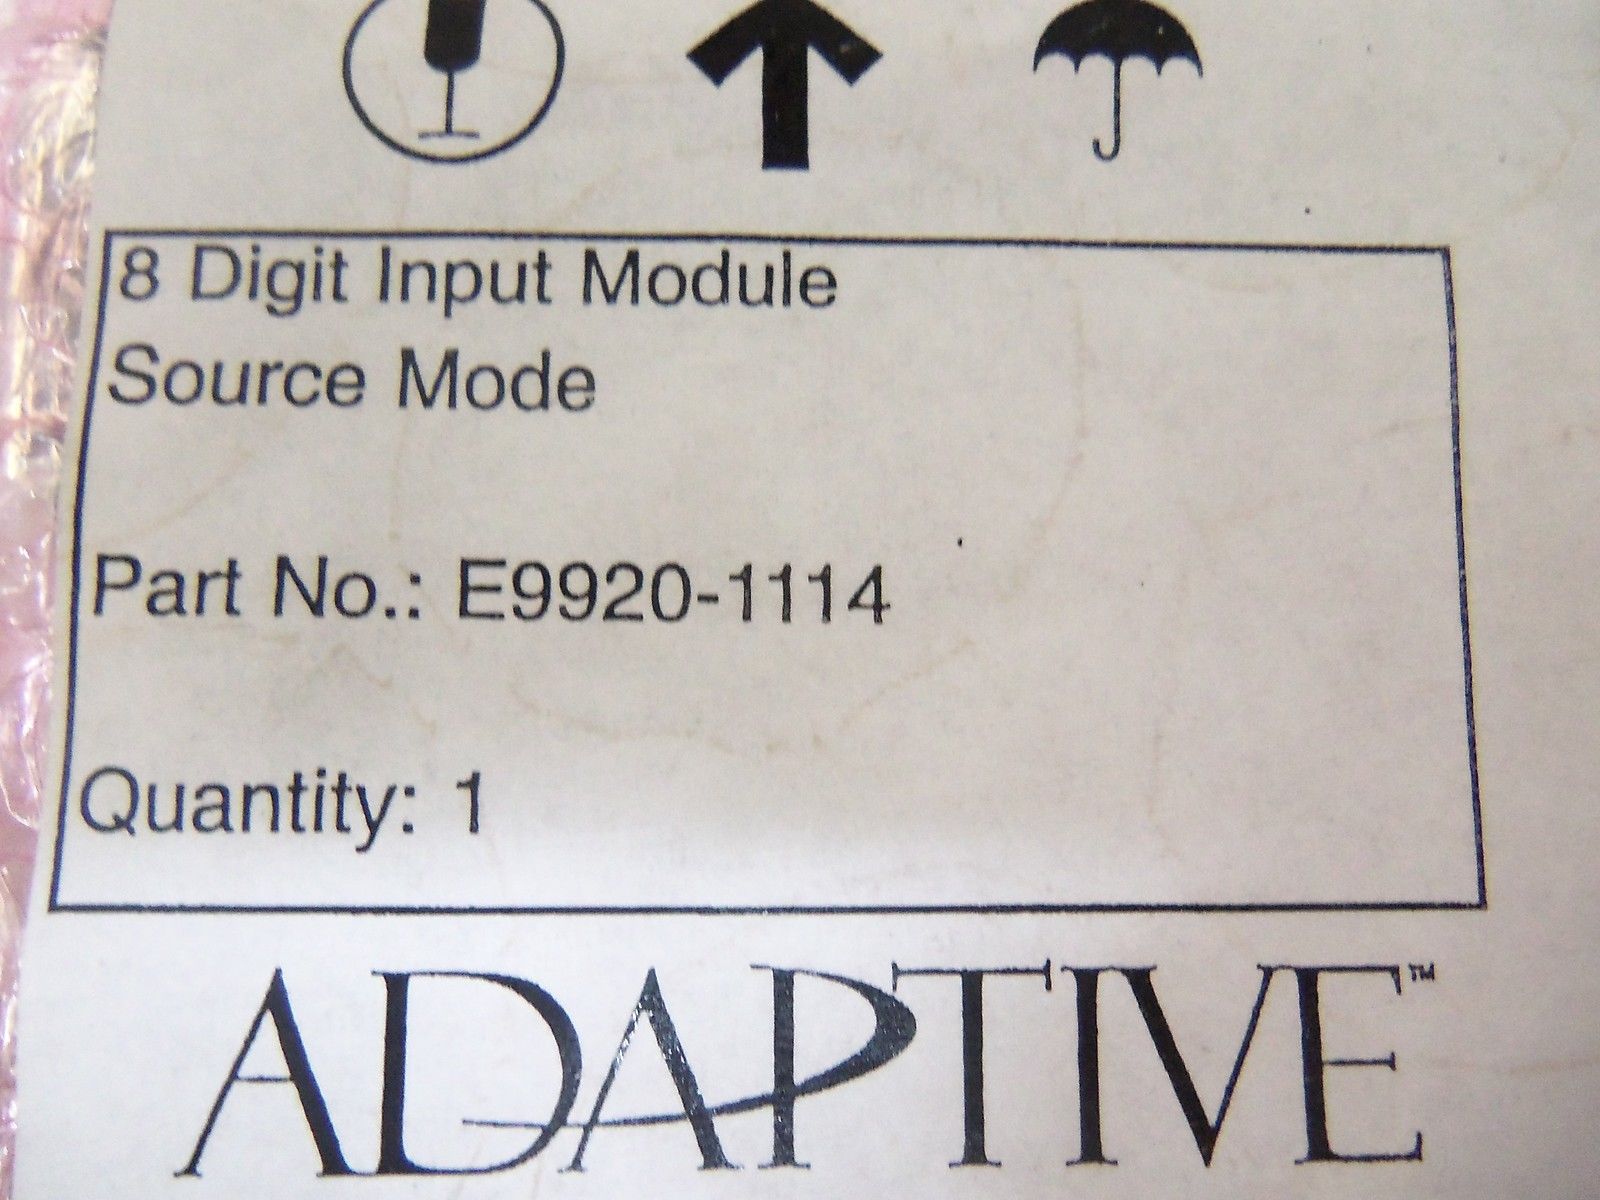 8 Digit Input Module
Source Mode
Part No.: E9920-1114
Quantity: 1
ADAPTIVE™